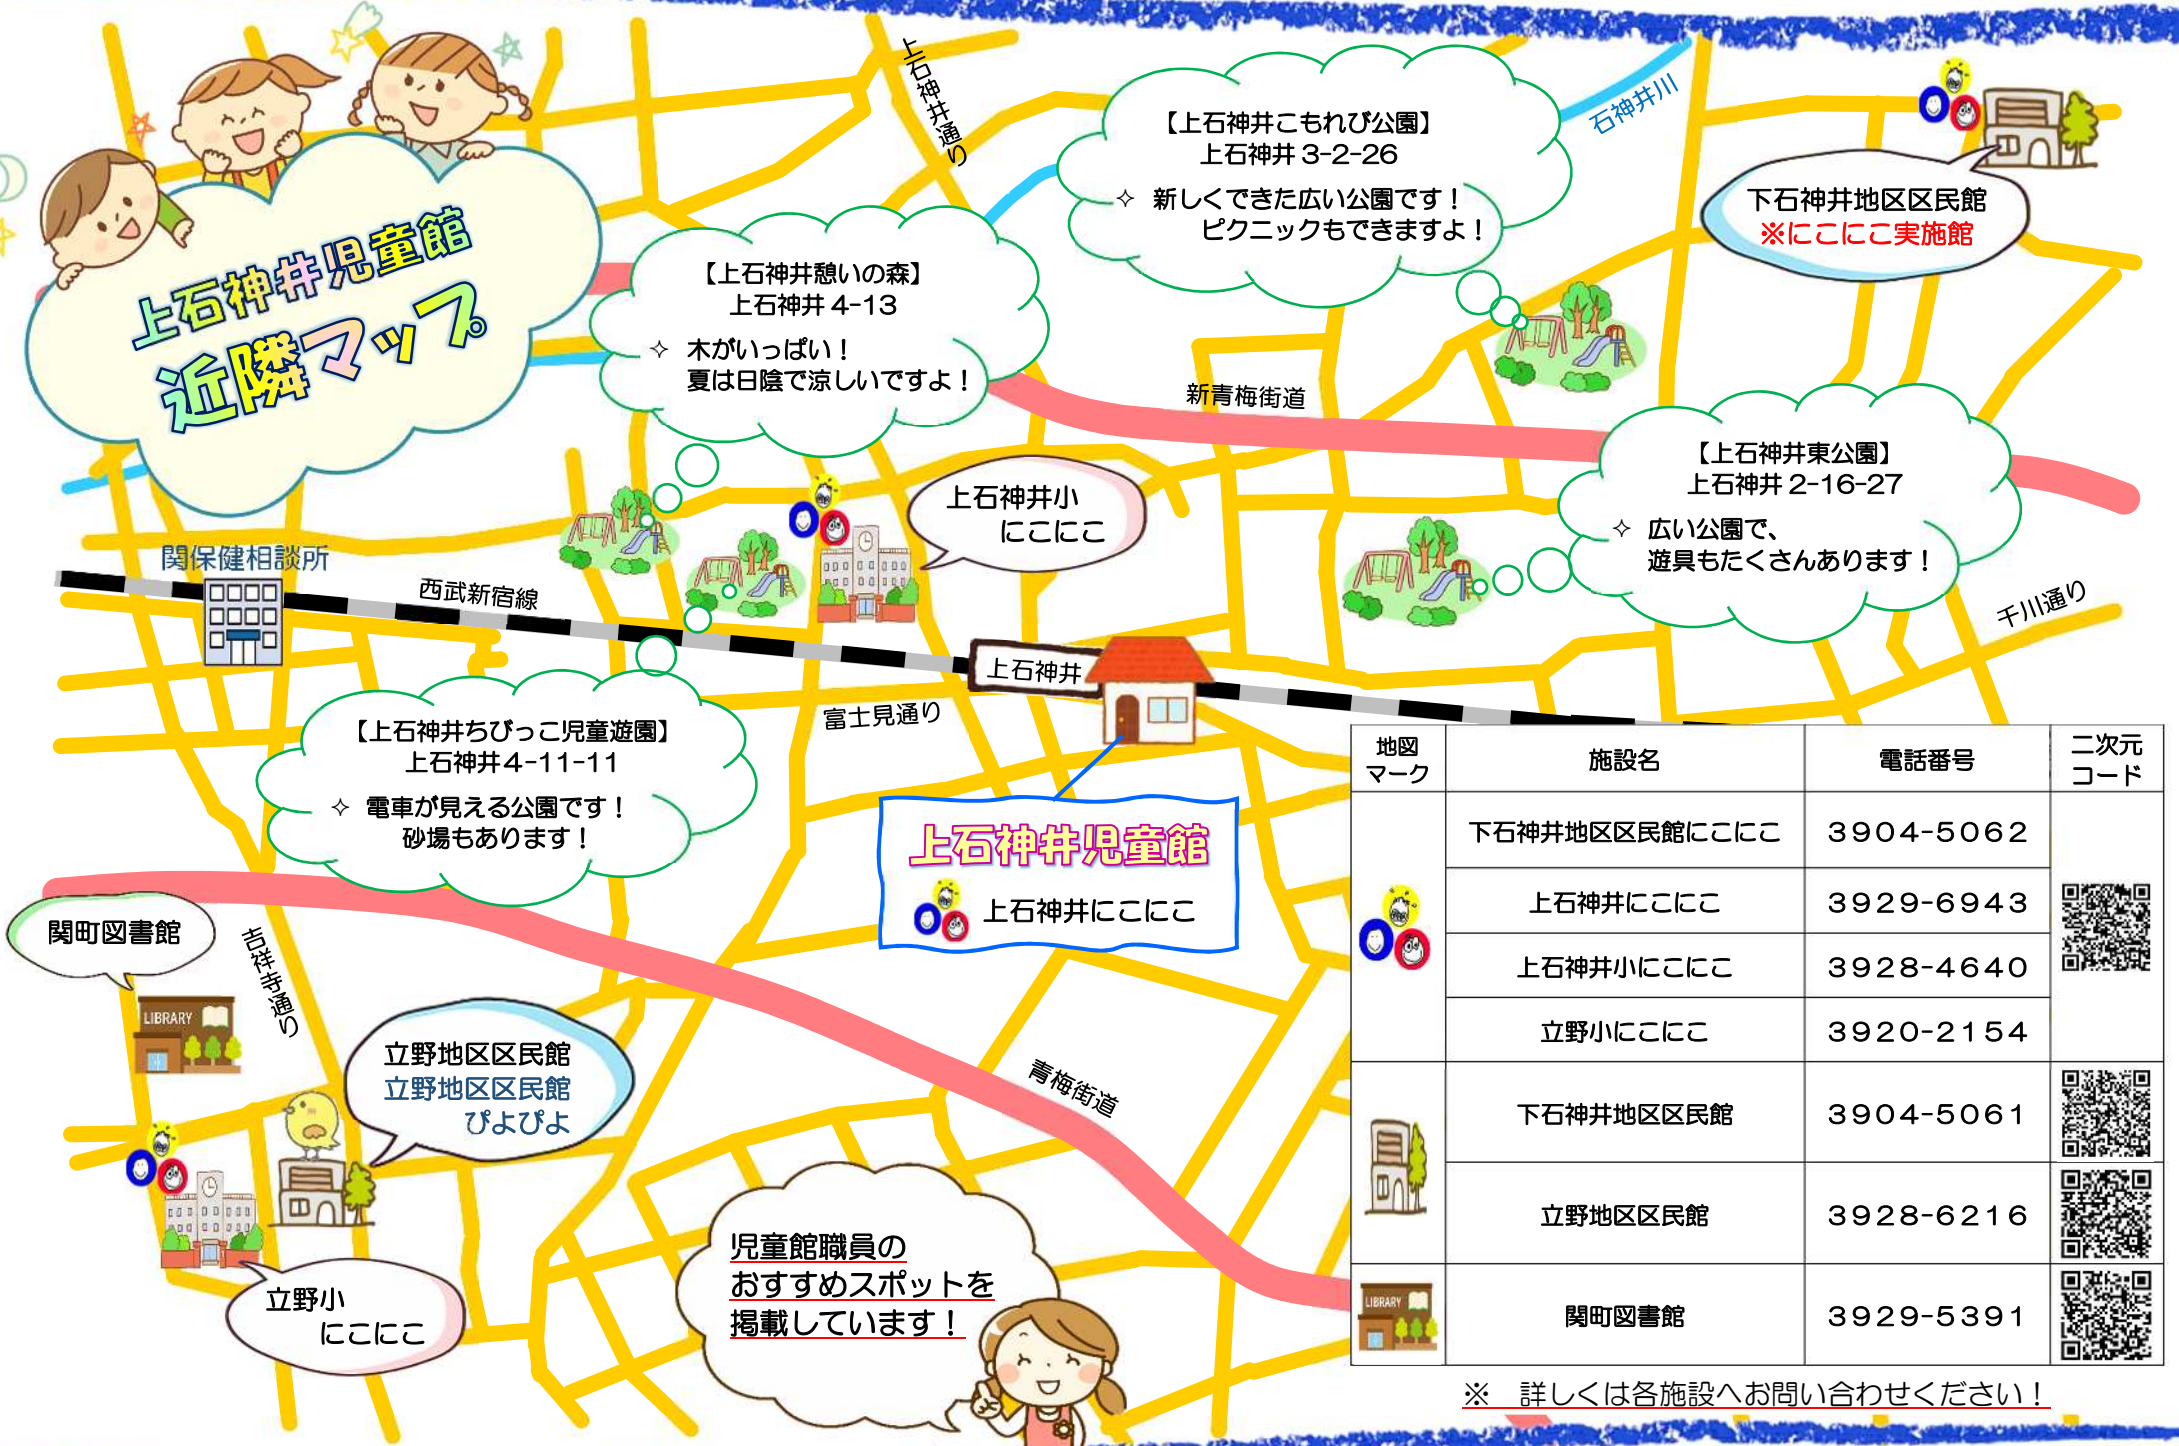 上石神井児童館
近隣マップ
上石神井通り
【上石神井こもれび公園】
上石神井 3-2-26
✧ 新しくできた広い公園です！
ピクニックもできますよ！
石神井川
下石神井地区区民館
※にこにこ実施館
【上石神井憩いの森】
上石神井 4-13
✧ 木がいっぱい！
夏は日陰で涼しいですよ！
新青梅街道
【上石神井東公園】
上石神井 2-16-27
✧ 広い公園で、
遊具もたくさんあります！
上石神井小
にこにこ
関保健相談所
西武新宿線
千川通り
上石神井
富士見通り
【上石神井ちびっこ児童遊園】
上石神井4-11-11
✧ 電車が見える公園です！
砂場もあります！
上石神井児童館
上石神井にこにこ
関町図書館
LIBRARY
吉祥寺通り
立野地区区民館
立野地区区民館
ぴよぴよ
青梅街道
立野小
にこにこ
児童館職員の
おすすめスポットを
掲載しています！
地図マーク 施設名 電話番号 二次元コード
下石神井地区区民館にこにこ 3904-5062
上石神井にこにこ 3929-6943
上石神井小にこにこ 3928-4640
立野小にこにこ 3920-2154
下石神井地区区民館 3904-5061
立野地区区民館 3928-6216
LIBRARY 関町図書館 3929-5391
※ 詳しくは各施設へお問い合わせください！